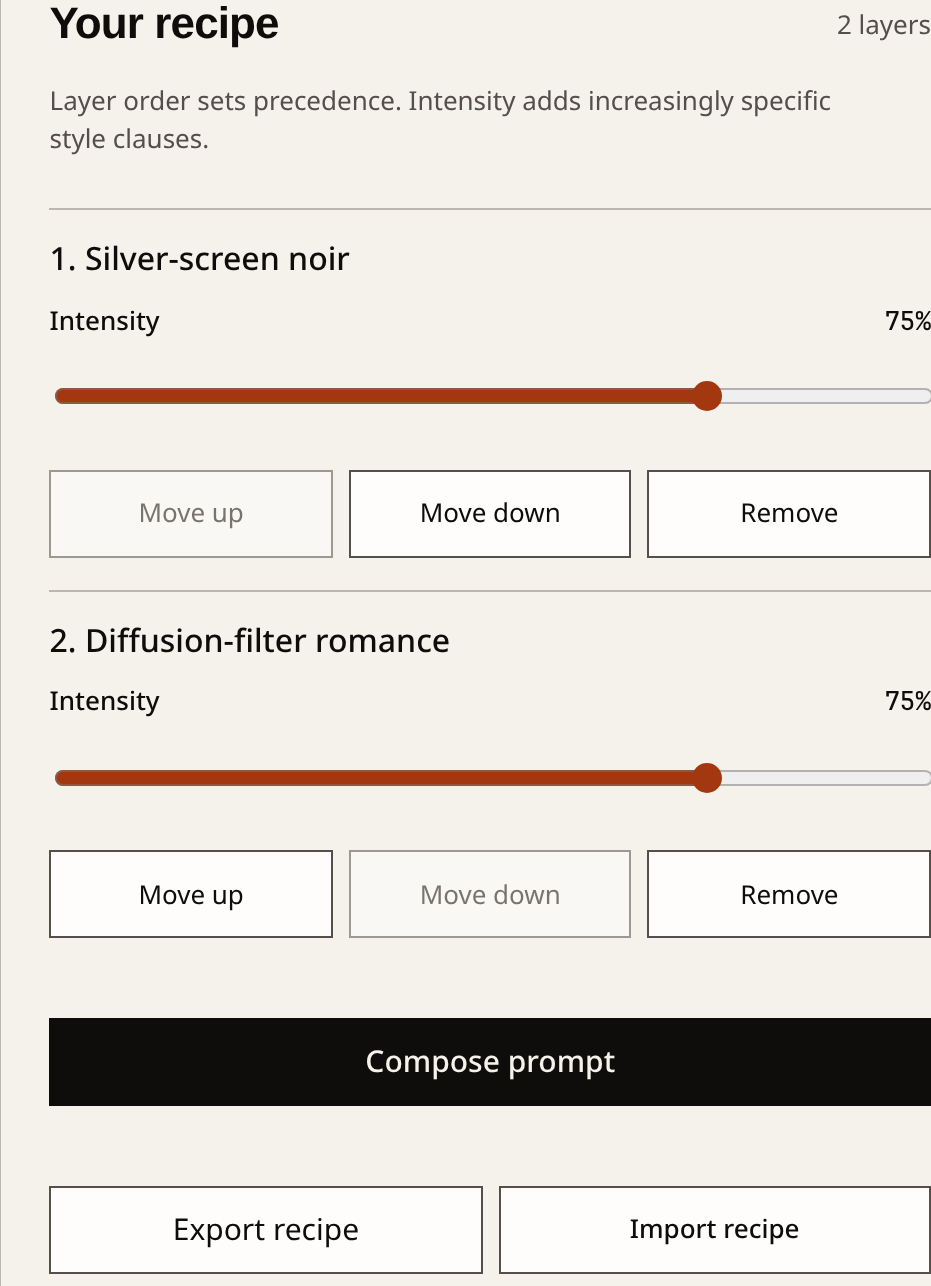 Your recipe
2 layers
Layer order sets precedence. Intensity adds increasingly specific
style clauses.
1. Silver-screen noir
Intensity
75%
Move up
Move down
Remove
2. Diffusion-filter romance
Intensity
75%
Move up
Move down
Remove
Compose prompt
Export recipe
Import recipe